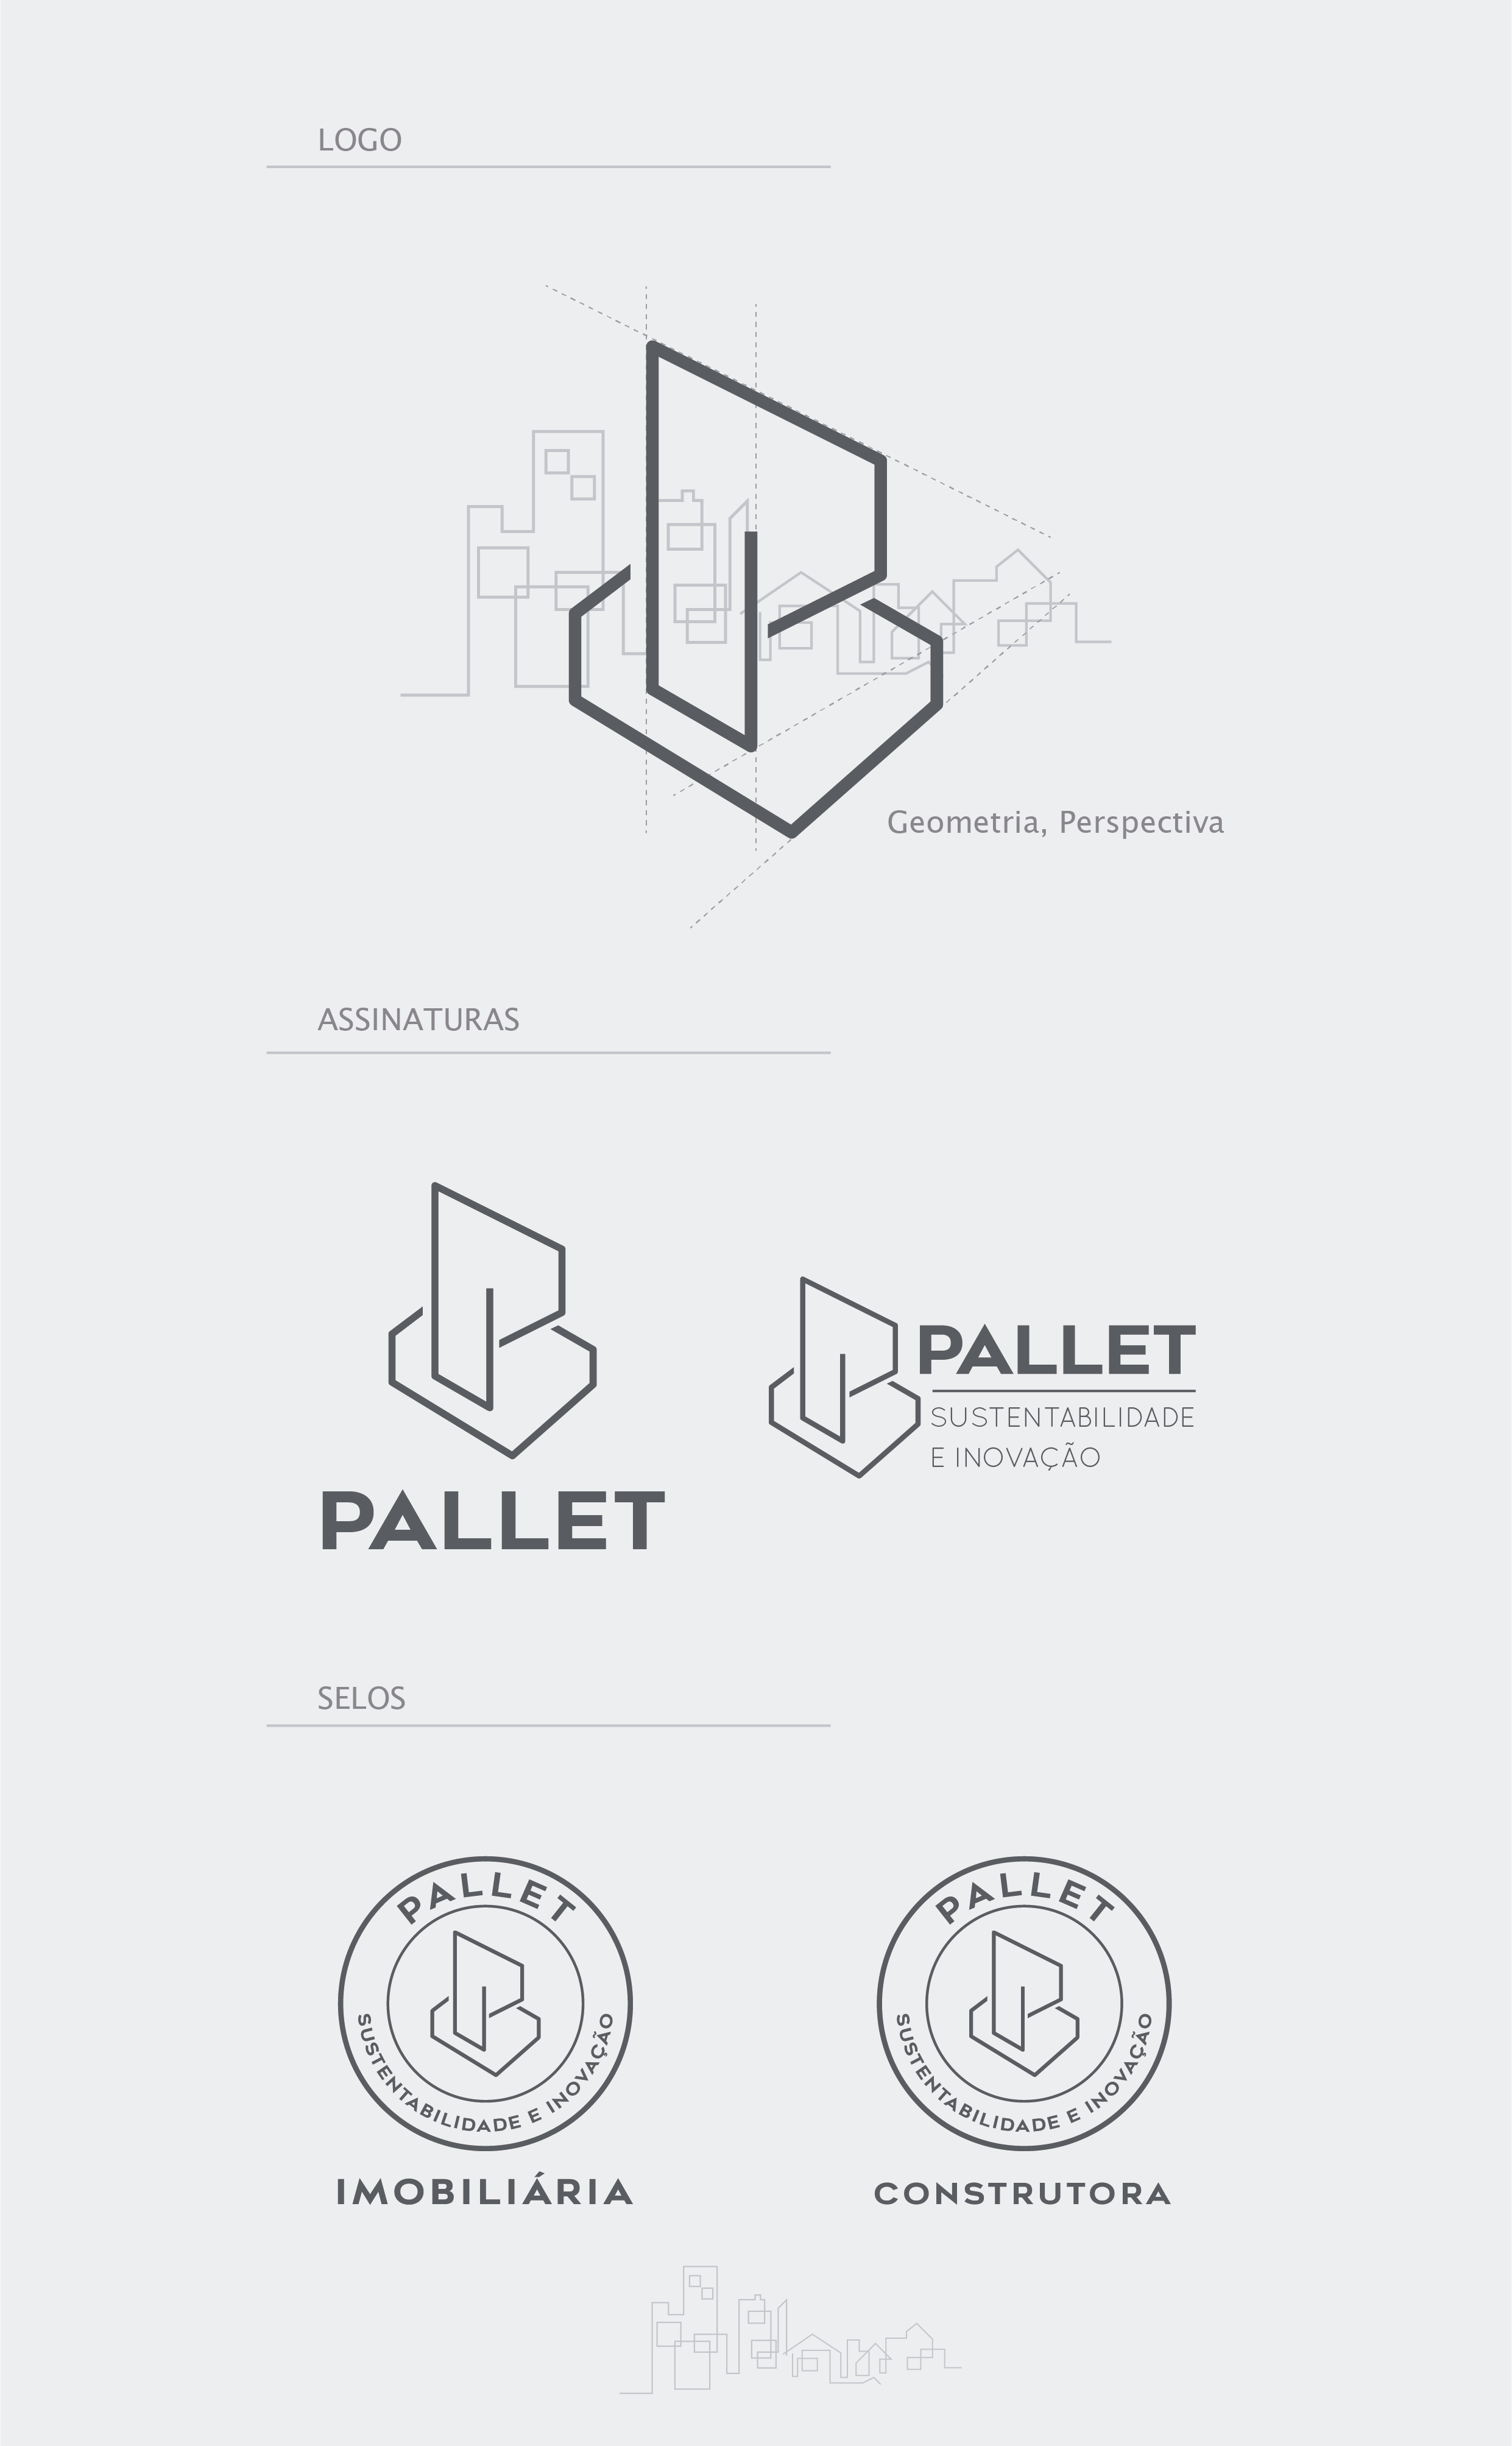 LOGO
Geometria, Perspectiva
ASSINATURAS
PALLET
PALLET
SUSTENTABILIDADE
E INOVAÇÃO
SELOS
PALLET
SUSTENTABILIDADE E INOVAÇÃO
IMOBILIÁRIA
PALLET
SUSTENTABILIDADE E INOVAÇÃO
CONSTRUTORA